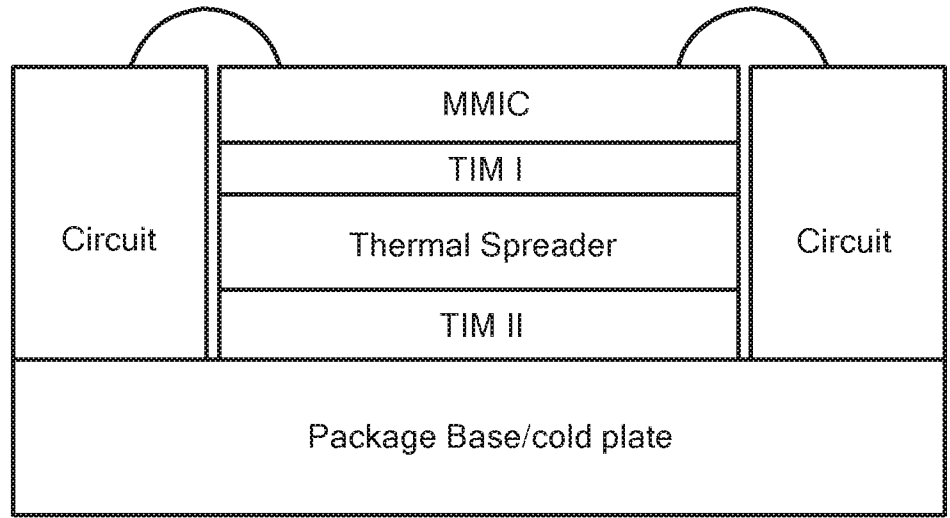 MMIC
TIM I
Circuit
Thermal Spreader
Circuit
TIM II
Package Base/cold plate